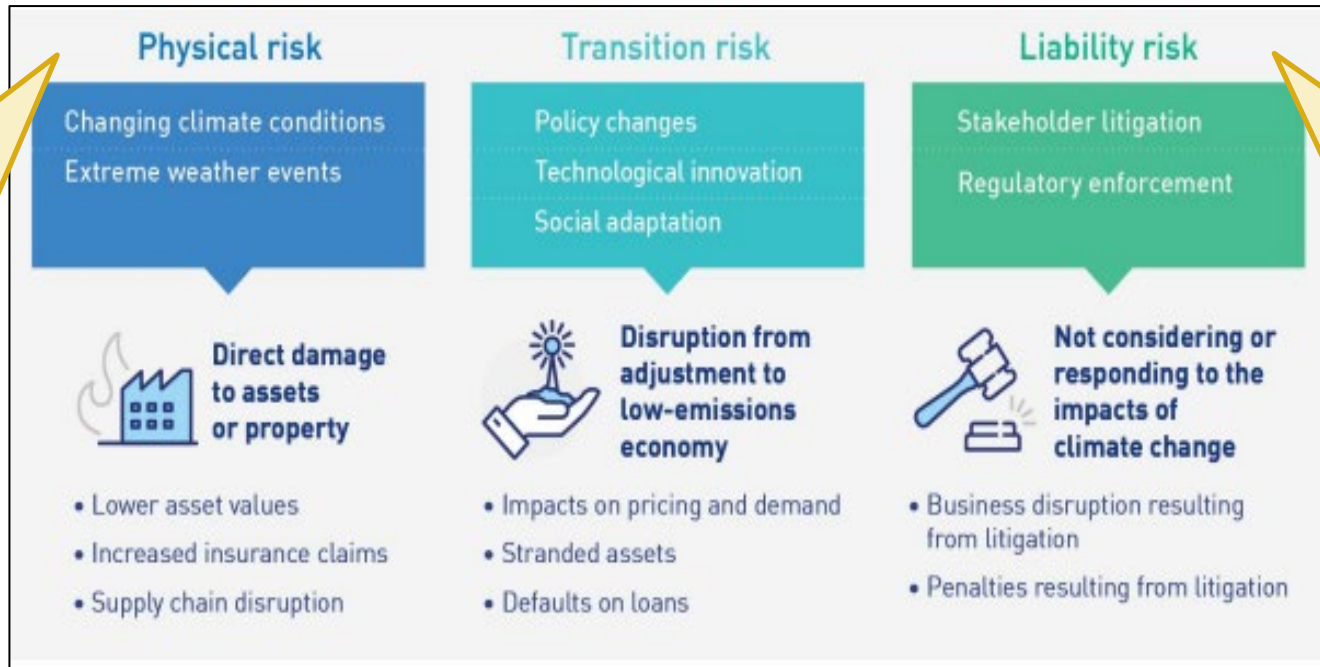 Physical risk
Changing climate conditions
Extreme weather events
Direct damage
to assets
or property
• Lower asset values
• Increased insurance claims
• Supply chain disruption
Transition risk
Policy changes
Technological innovation
Social adaptation
Disruption from
adjustment to
low-emissions
economy
• Impacts on pricing and demand
• Stranded assets
• Defaults on loans
Liability risk
Stakeholder litigation
Regulatory enforcement
Not considering or
responding to the
impacts of
climate change
• Business disruption resulting
from litigation
• Penalties resulting from litigation